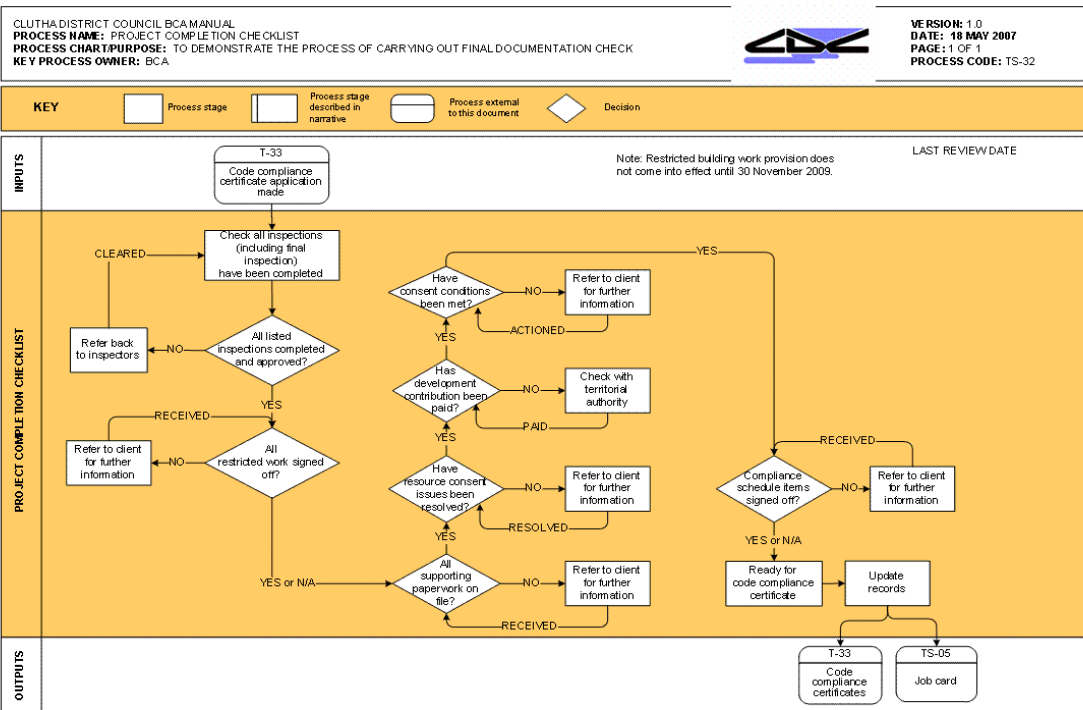 CLUTHA DISTRICT COUNCIL BCA MANUAL
PROCESS NAME: PROJECT COMPLETION CHECKLIST
PROCESS CHART/PURPOSE: TO DEMONSTRATE THE PROCESS OF CARRYING OUT FINAL DOCUMENTATION CHECK
KEY PROCESS OWNER: BCA
CDC
VERSION: 1.0
DATE: 18 MAY 2007
PAGE: 1 OF 1
PROCESS CODE: TS-32
KEY
Process stage
Process stage
described in
narrative
Process external
to this document
Decision
INPUTS
T-33
Code compliance
certificate application
made
Note: Restricted building work provision does
not come into effect until 30 November 2009.
LAST REVIEW DATE
PROJECT COMPLETION CHECKLIST
Check all inspections
(including final
inspection)
have been completed
CLEARED
Refer back
to inspectors
NO
All listed
inspections completed
and approved?
YES
RECEIVED
Refer to client
for further
information
NO
All
restricted work signed
off?
YES or N/A
YES
Have
consent conditions
been met?
NO
Refer to client
for further
information
ACTIONED
YES
Has
development
contribution been
paid?
NO
Check with
territorial
authority
PAID
YES
Have
resource consent
issues been
resolved?
NO
Refer to client
for further
information
RESOLVED
YES
All
supporting
paperwork on
file?
NO
Refer to client
for further
information
RECEIVED
RECEIVED
Compliance
schedule items
signed off?
NO
Refer to client
for further
information
YES or N/A
Ready for
code compliance
certificate
Update
records
OUTPUTS
T-33
Code
compliance
certificates
TS-05
Job card